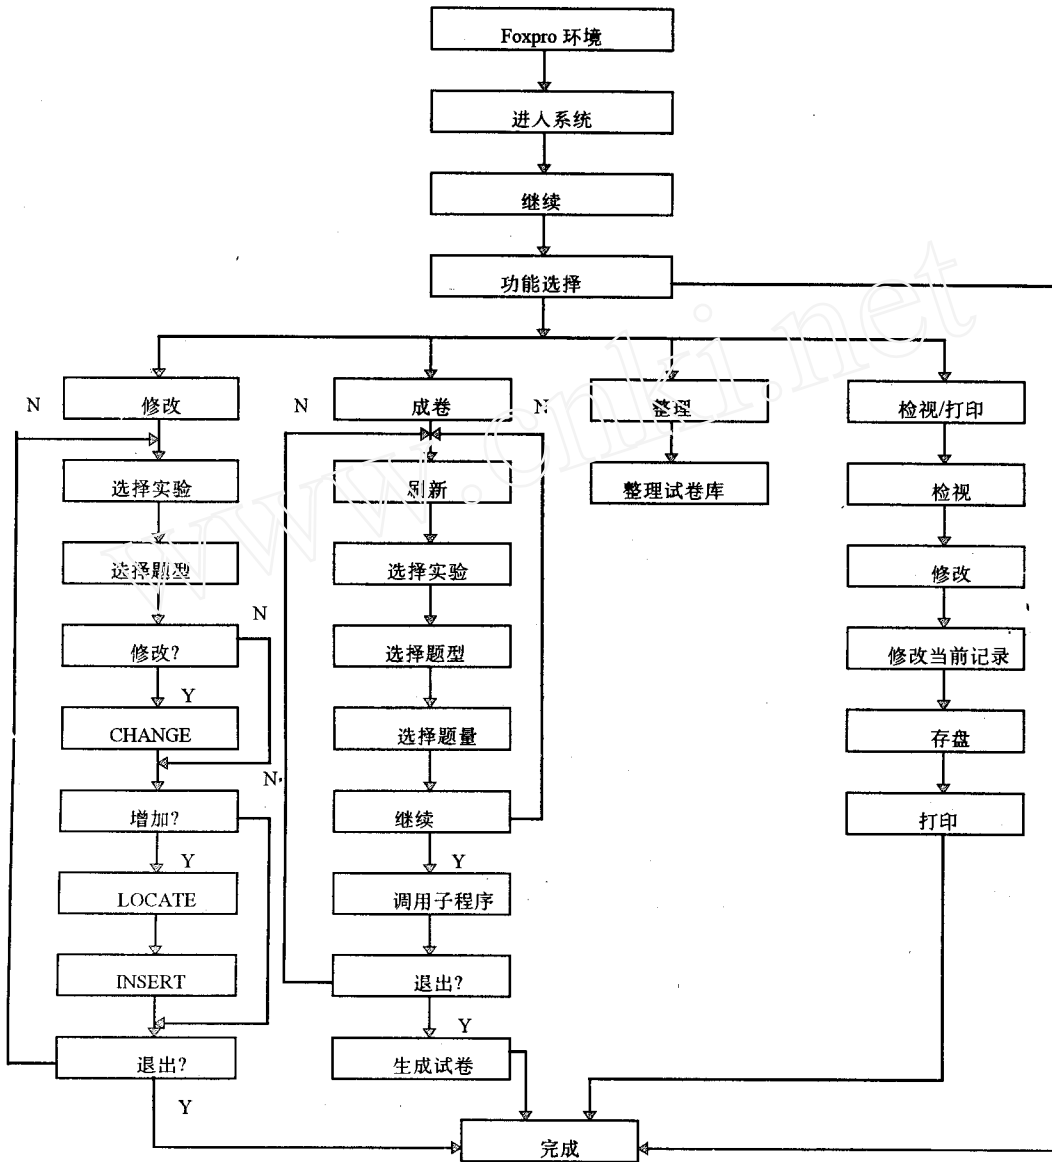 Foxpro 环境
进入系统
继续
功能选择
N
修改
选择实验
选择题型
修改?
N
Y
CHANGE
增加?
N
Y
LOCATE
INSERT
退出?
Y
N
成卷
N
刷新
选择实验
选择题型
选择题量
继续
Y
调用子程序
退出?
Y
生成试卷
整理
整理试卷库
检视/打印
检视
修改
修改当前记录
存盘
打印
完成
www.cnki.net